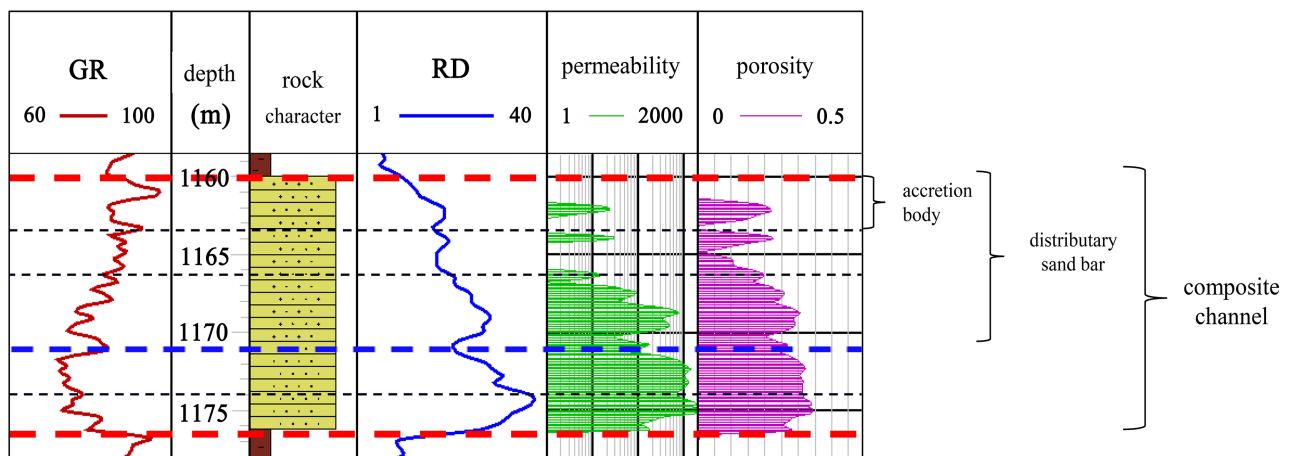 GR
60 100
depth
(m)
rock
character
RD
1 40
permeability
1 2000
porosity
0 0.5
1160
1165
1170
1175
accretion
body
distributary
sand bar
composite
channel